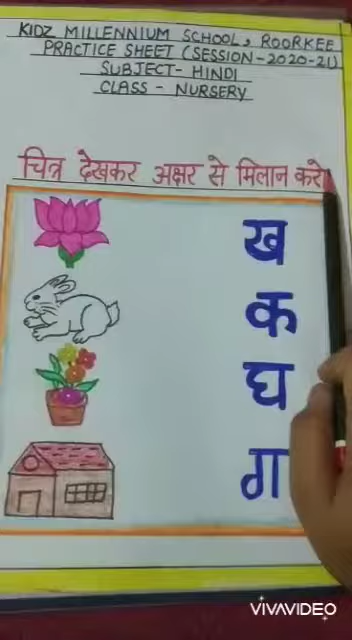 KIDZ MILLENNIUM SCHOOL, ROORKEE
PRACTICE SHEET (SESSION-2020-21)
SUBJECT- HINDI
CLASS - NURSERY
चित्र देखकर अक्षर से मिलान करो
ख
क
घ
ग
VIVAVIDEO